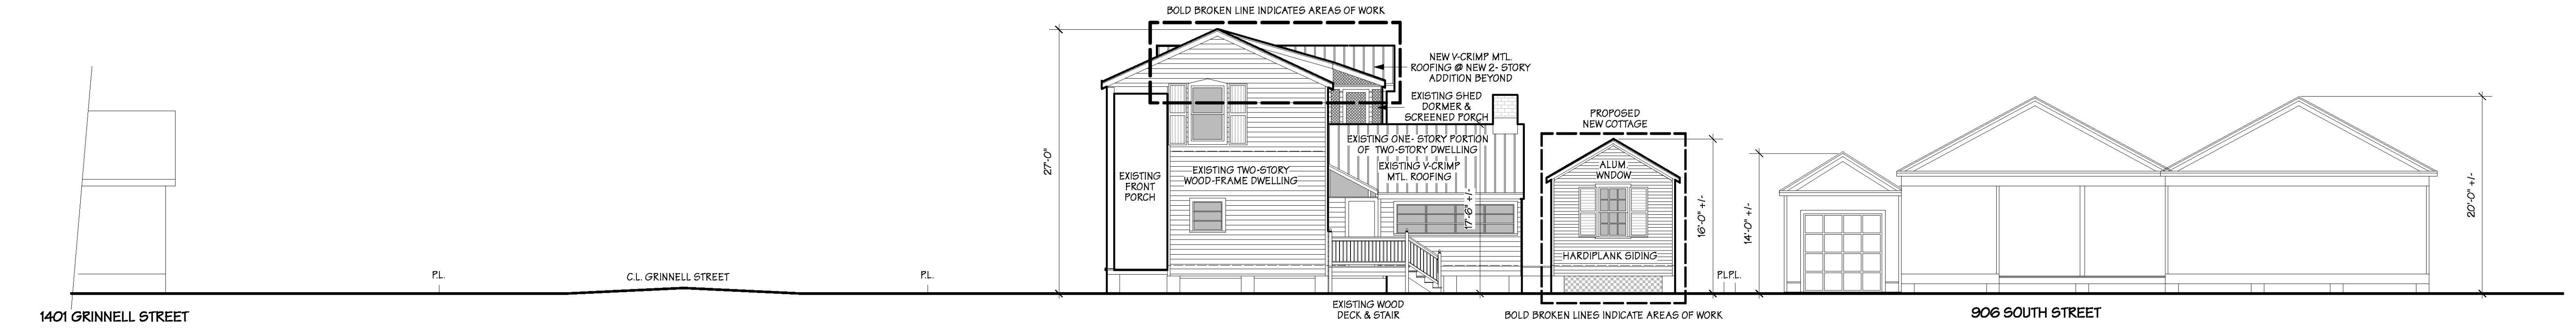 BOLD BROKEN LINE INDICATES AREAS OF WORK
27'-0"
NEW V-CRIMP MTL.
ROOFING @ NEW 2- STORY
ADDITION BEYOND
EXISTING SHED
DORMER &
SCREENED PORCH
EXISTING
FRONT
PORCH
EXISTING TWO-STORY
WOOD-FRAME DWELLING
EXISTING ONE- STORY PORTION
OF TWO-STORY DWELLING
EXISTING V-CRIMP
MTL. ROOFING
17'-6" +/-
PROPOSED
NEW COTTAGE
ALUM.
WNDOW
HARDIPLANK SIDING
16'-0" +/-
14'-0" +/-
20'-0" +/-
P.L.
C.L. GRINNELL STREET
P.L.
P.L.
P.L.
EXISTING WOOD
DECK & STAIR
BOLD BROKEN LINES INDICATE AREAS OF WORK
1401 GRINNELL STREET
906 SOUTH STREET